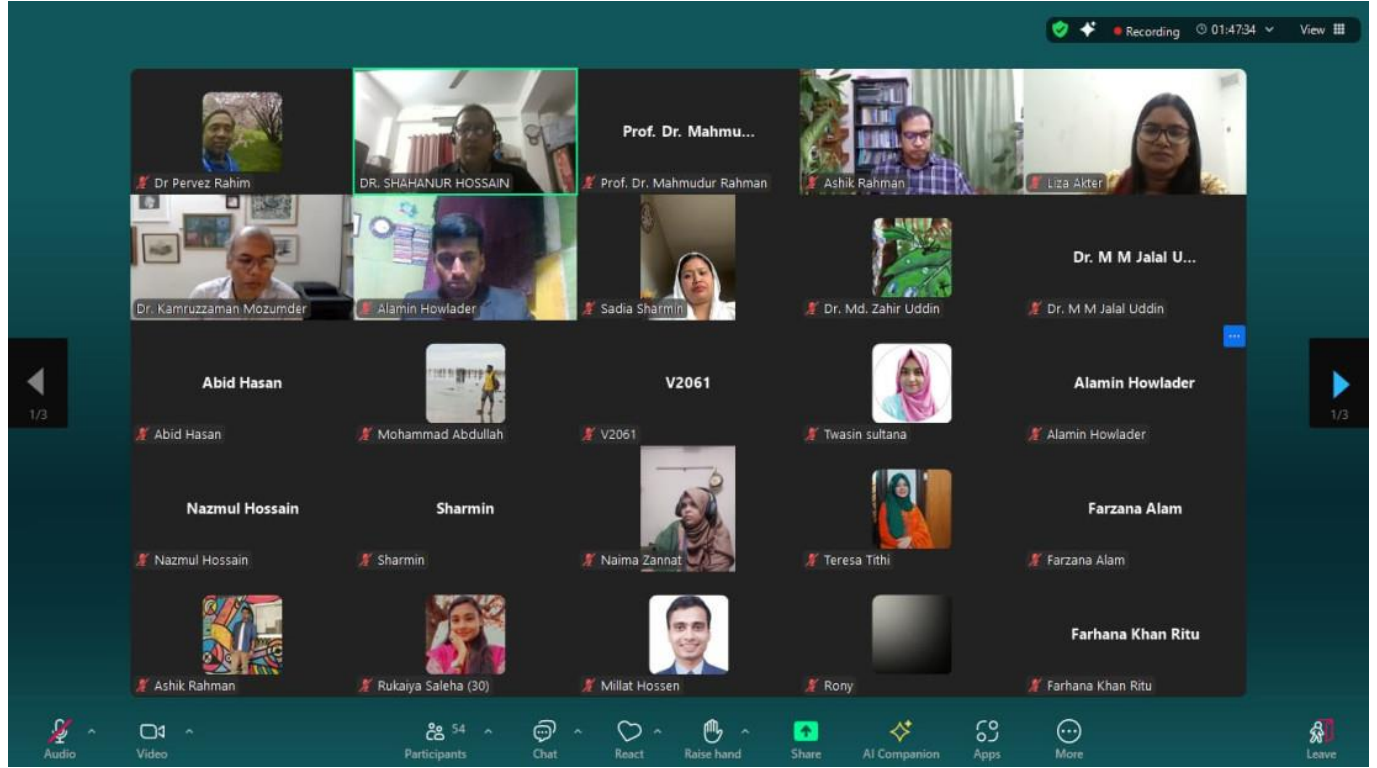 Recording 01:47:34 View
Dr Pervez Rahim
DR. SHAHANUR HOSSAIN
Prof. Dr. Mahmu...
Prof. Dr. Mahmudur Rahman
Ashik Rahman
Liza Akter
Dr. Kamruzzaman Mozumder
Alamin Howlader
Sadia Sharmin
Dr. Md. Zahir Uddin
Dr. M M Jalal U...
Dr. M M Jalal Uddin
1/3
Abid Hasan
Abid Hasan
Mohammad Abdullah
V2061
V2061
Twasin sultana
Alamin Howlader
Alamin Howlader
1/3
Nazmul Hossain
Nazmul Hossain
Sharmin
Sharmin
Naima Zannat
Teresa Tithi
Farzana Alam
Farzana Alam
Ashik Rahman
Rukaiya Saleha (30)
Millat Hossen
Rony
Farhana Khan Ritu
Farhana Khan Ritu
Audio
Video
54
Participants
Chat
React
Raise hand
Share
AI Companion
Apps
More
Leave